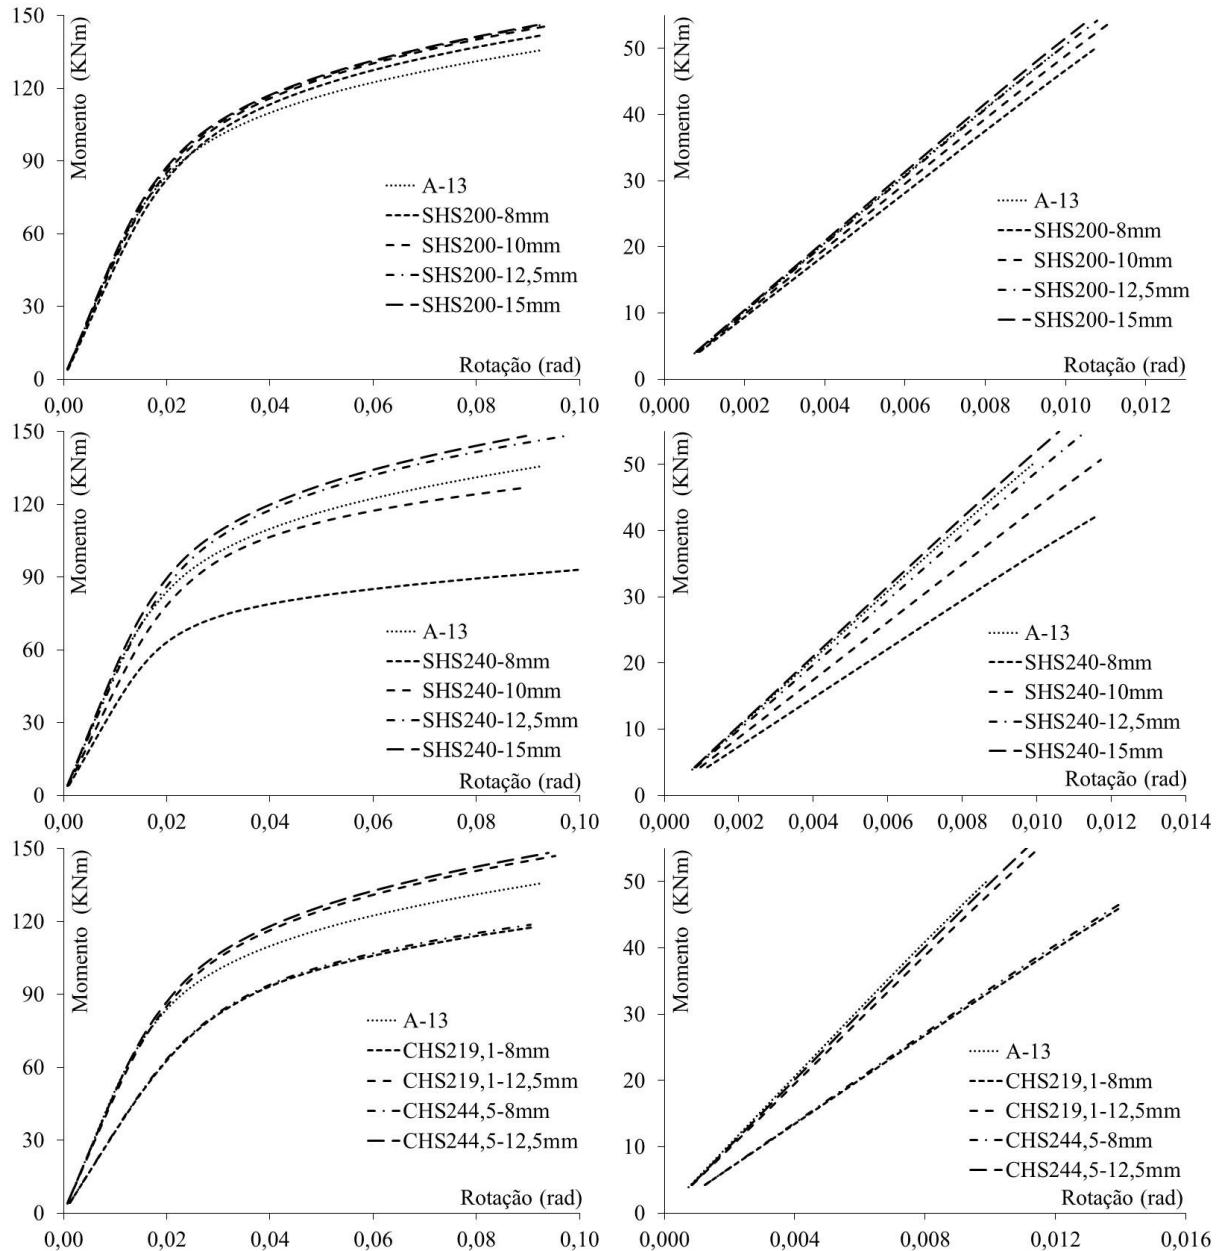 150
120
90
60
30
0
Momento (KNm)
A-13
SHS200-8mm
SHS200-10mm
SHS200-12,5mm
SHS200-15mm
Rotação (rad)
0,00 0,02 0,04 0,06 0,08 0,10
50
40
30
20
10
0
Momento (KNm)
A-13
SHS200-8mm
SHS200-10mm
SHS200-12,5mm
SHS200-15mm
Rotação (rad)
0,000 0,002 0,004 0,006 0,008 0,010 0,012
150
120
90
60
30
0
Momento (KNm)
A-13
SHS240-8mm
SHS240-10mm
SHS240-12,5mm
SHS240-15mm
Rotação (rad)
0,00 0,02 0,04 0,06 0,08 0,10
50
40
30
20
10
0
Momento (KNm)
A-13
SHS240-8mm
SHS240-10mm
SHS240-12,5mm
SHS240-15mm
Rotação (rad)
0,000 0,002 0,004 0,006 0,008 0,010 0,012 0,014
150
120
90
60
30
0
Momento (KNm)
A-13
CHS219,1-8mm
CHS219,1-12,5mm
CHS244,5-8mm
CHS244,5-12,5mm
Rotação (rad)
0,00 0,02 0,04 0,06 0,08 0,10
50
40
30
20
10
0
Momento (KNm)
A-13
CHS219,1-8mm
CHS219,1-12,5mm
CHS244,5-8mm
CHS244,5-12,5mm
Rotação (rad)
0,000 0,004 0,008 0,012 0,016